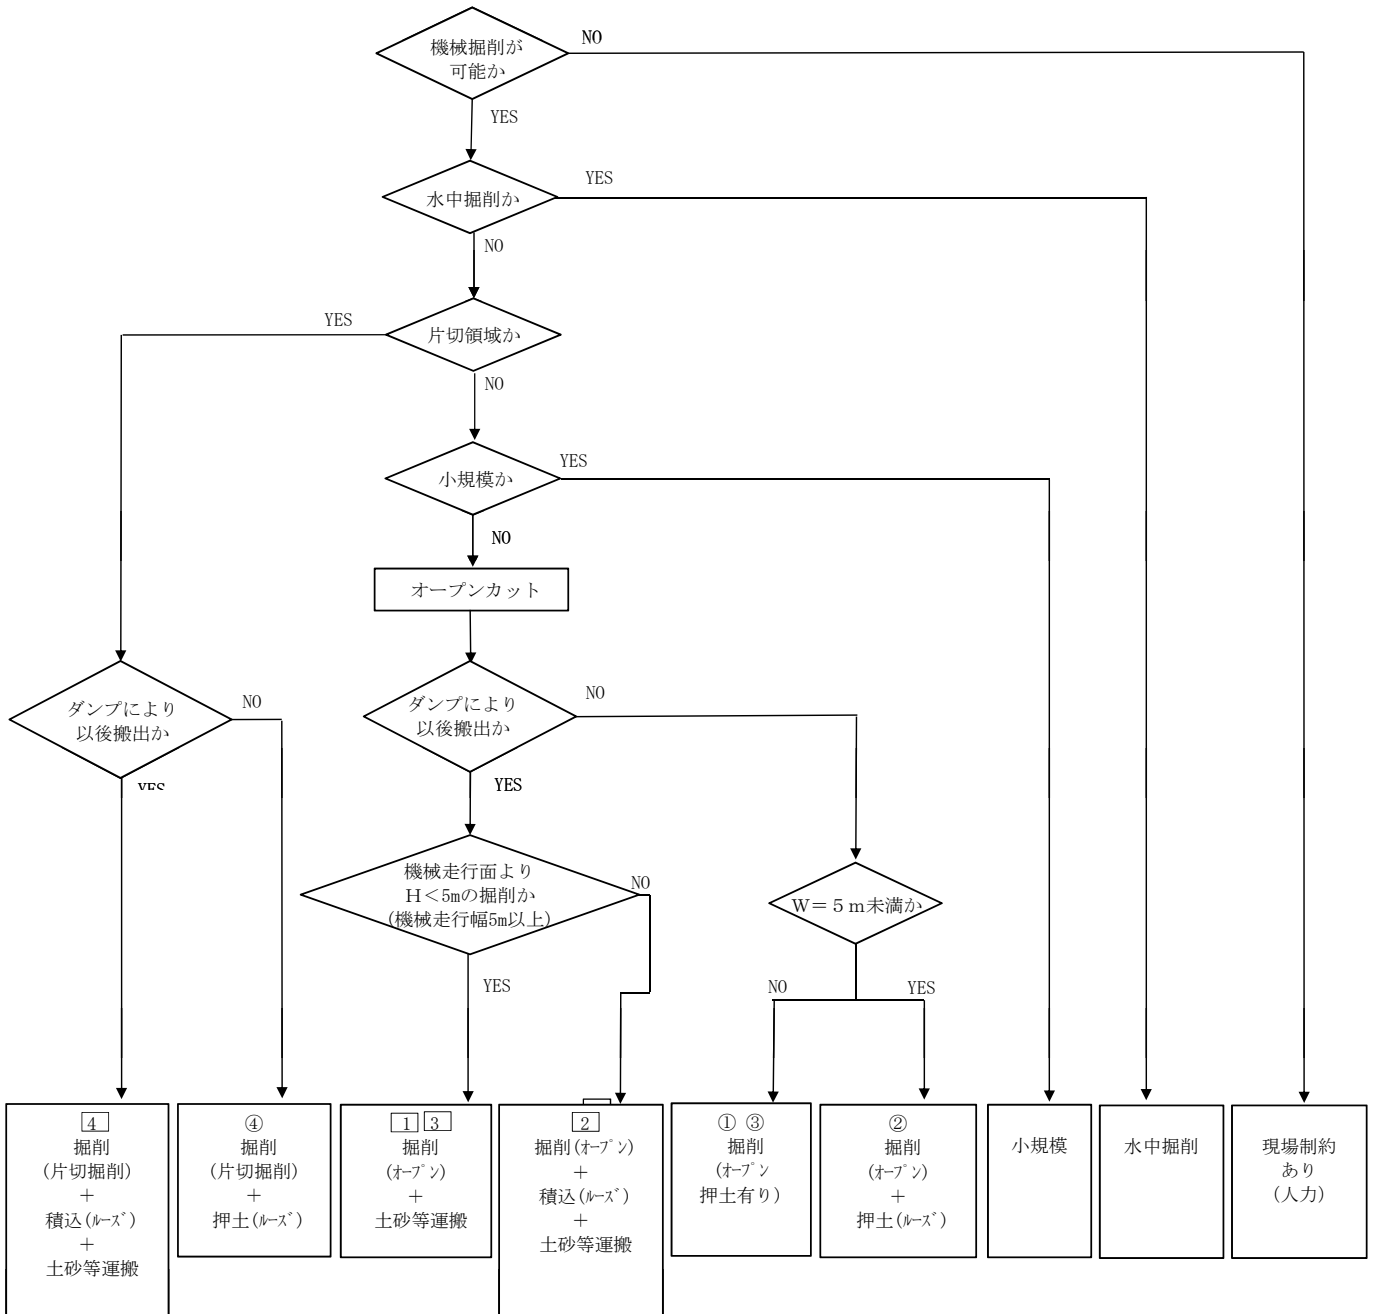 機械掘削が
可能か
NO
YES
水中掘削か
YES
NO
片切領域か
YES
NO
小規模か
YES
NO
オープンカット
ダンプにより
以後搬出か
NO
YES
ダンプにより
以後搬出か
NO
YES
機械走行面より
H<5mの掘削か
(機械走行幅5m以上)
NO
YES
W=5m未満か
NO
YES
4
掘削
(片切掘削)
+
積込(ﾙｰｽﾞ)
+
土砂等運搬
④
掘削
(片切掘削)
+
押土(ﾙｰｽﾞ)
1 3
掘削
(ｵｰﾌﾟﾝ)
+
土砂等運搬
2
掘削(ｵｰﾌﾟﾝ)
+
積込(ﾙｰｽﾞ)
+
土砂等運搬
① ③
掘削
(ｵｰﾌﾟﾝ
押土有り)
②
掘削
(ｵｰﾌﾟﾝ)
+
押土(ﾙｰｽﾞ)
小規模
水中掘削
現場制約
あり
(人力)